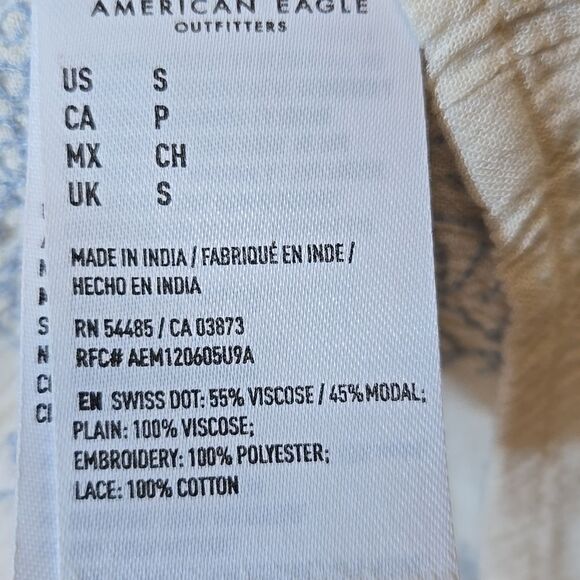 AMERICAN EAGLE
OUTFITTERS
US S
CA P
MX CH
UK S
MADE IN INDIA / FABRIQUÉ EN INDE /
HECHO EN INDIA
RN 54485 / CA 03873
RFC# AEM120605U9A
EN SWISS DOT: 55% VISCOSE / 45% MODAL;
PLAIN: 100% VISCOSE;
EMBROIDERY: 100% POLYESTER;
LACE: 100% COTTON